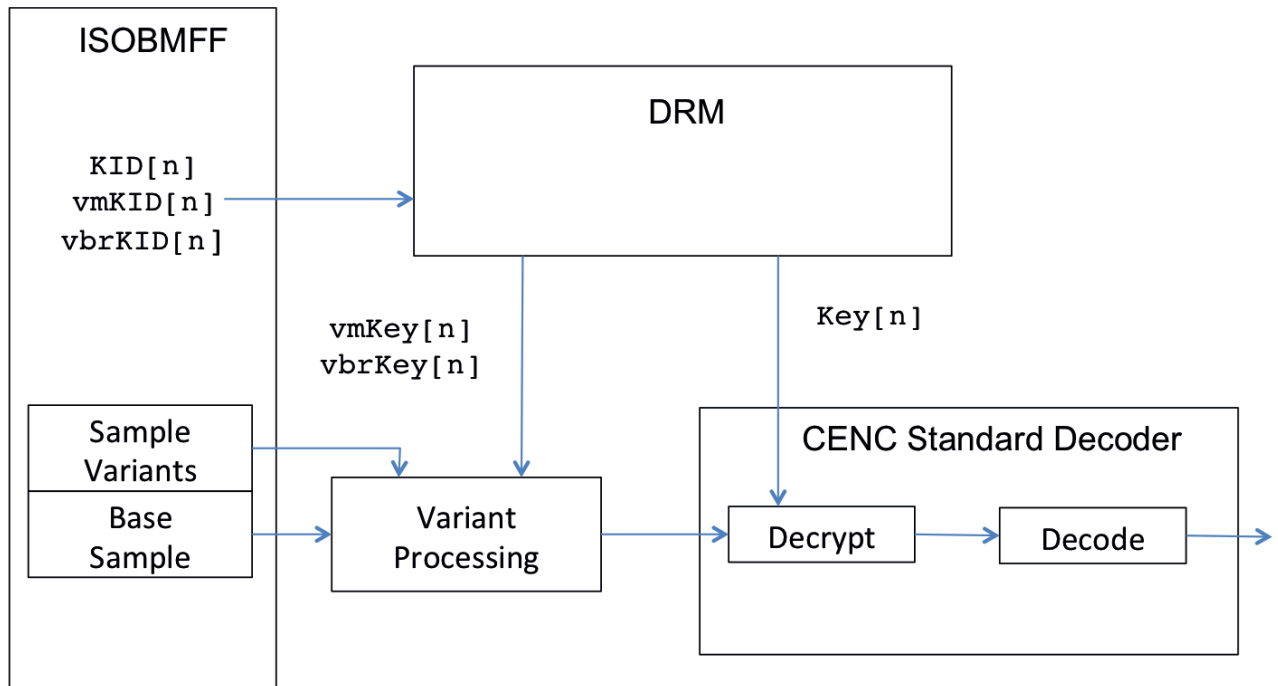 ISOBMFF
DRM
KID[n]
vmKID[n]
vbrKID[n]
vmKey[n]
vbrKey[n]
Key[n]
Sample
Variants
Base
Sample
Variant
Processing
CENC Standard Decoder
Decrypt
Decode